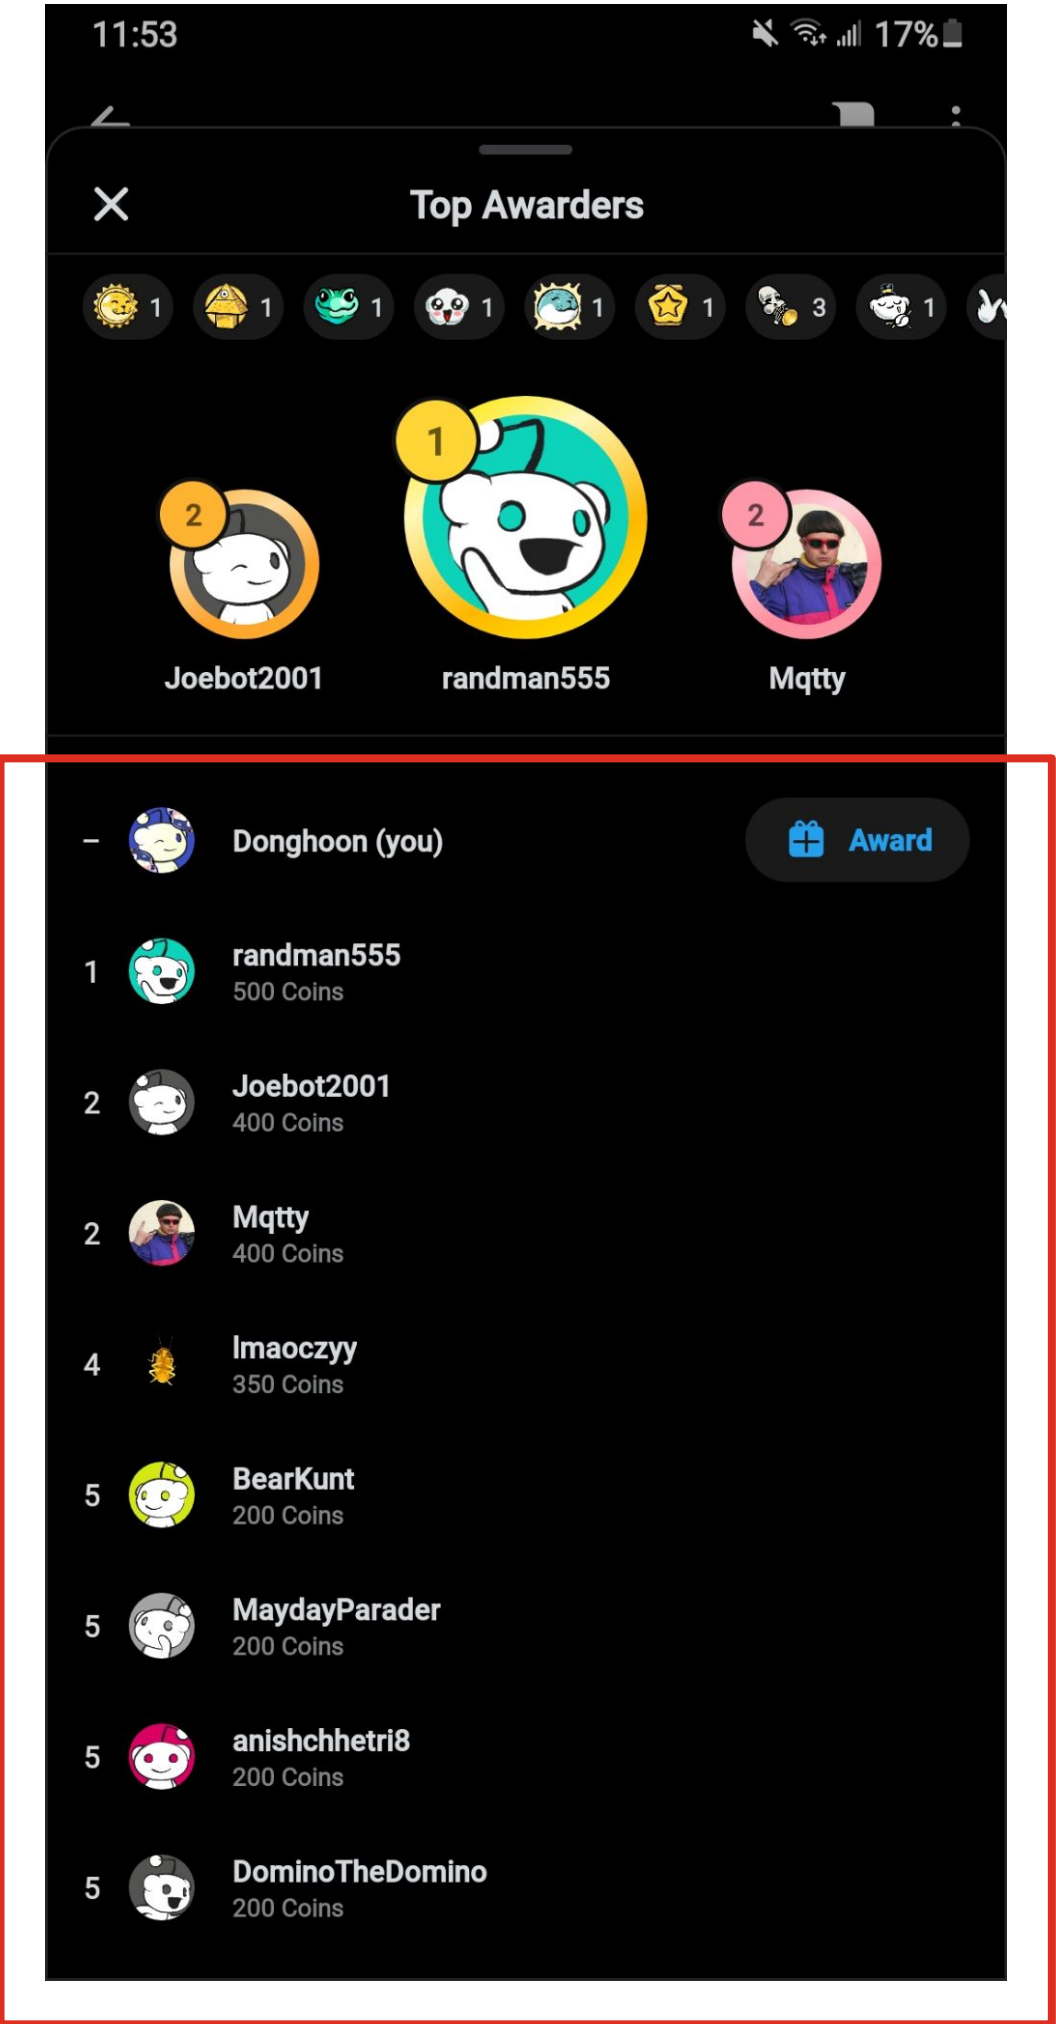 11:53
17%
Top Awarders
1
1
1
1
1
1
3
1
1
2
2
Joebot2001
randman555
Mqtty
–
Donghoon (you)
Award
1
randman555
500 Coins
2
Joebot2001
400 Coins
2
Mqtty
400 Coins
4
lmaoczyy
350 Coins
5
BearKunt
200 Coins
5
MaydayParader
200 Coins
5
anishchhetri8
200 Coins
5
DominoTheDomino
200 Coins